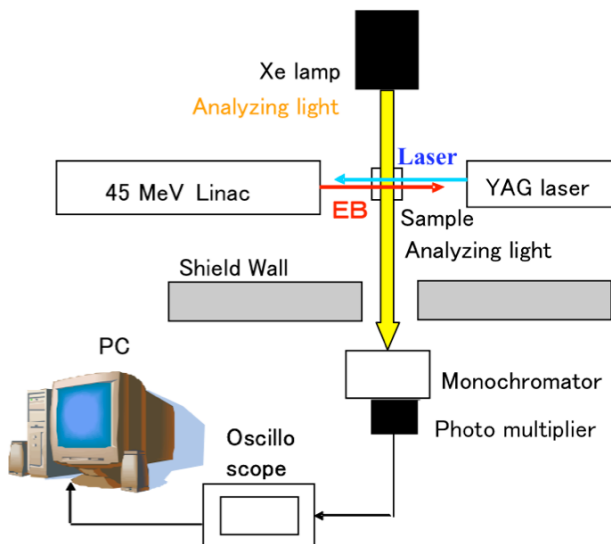 Xe lamp
Analyzing light
Laser
45 MeV Linac
YAG laser
EB
Sample
Analyzing light
Shield Wall
PC
Monochromator
Photo multiplier
Oscillo
scope